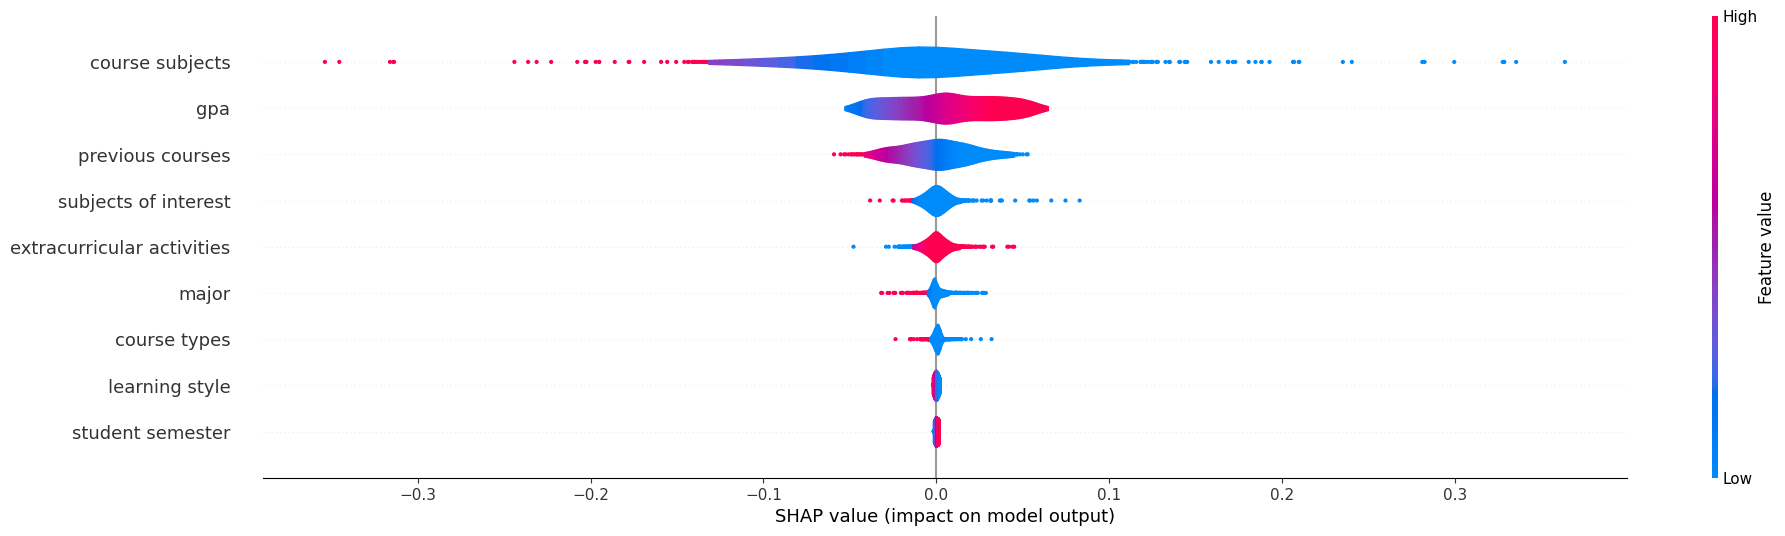 High
course subjects
gpa
previous courses
subjects of interest
extracurricular activities
major
course types
learning style
student semester
Feature value
Low
−0.3 −0.2 −0.1 0.0 0.1 0.2 0.3
SHAP value (impact on model output)